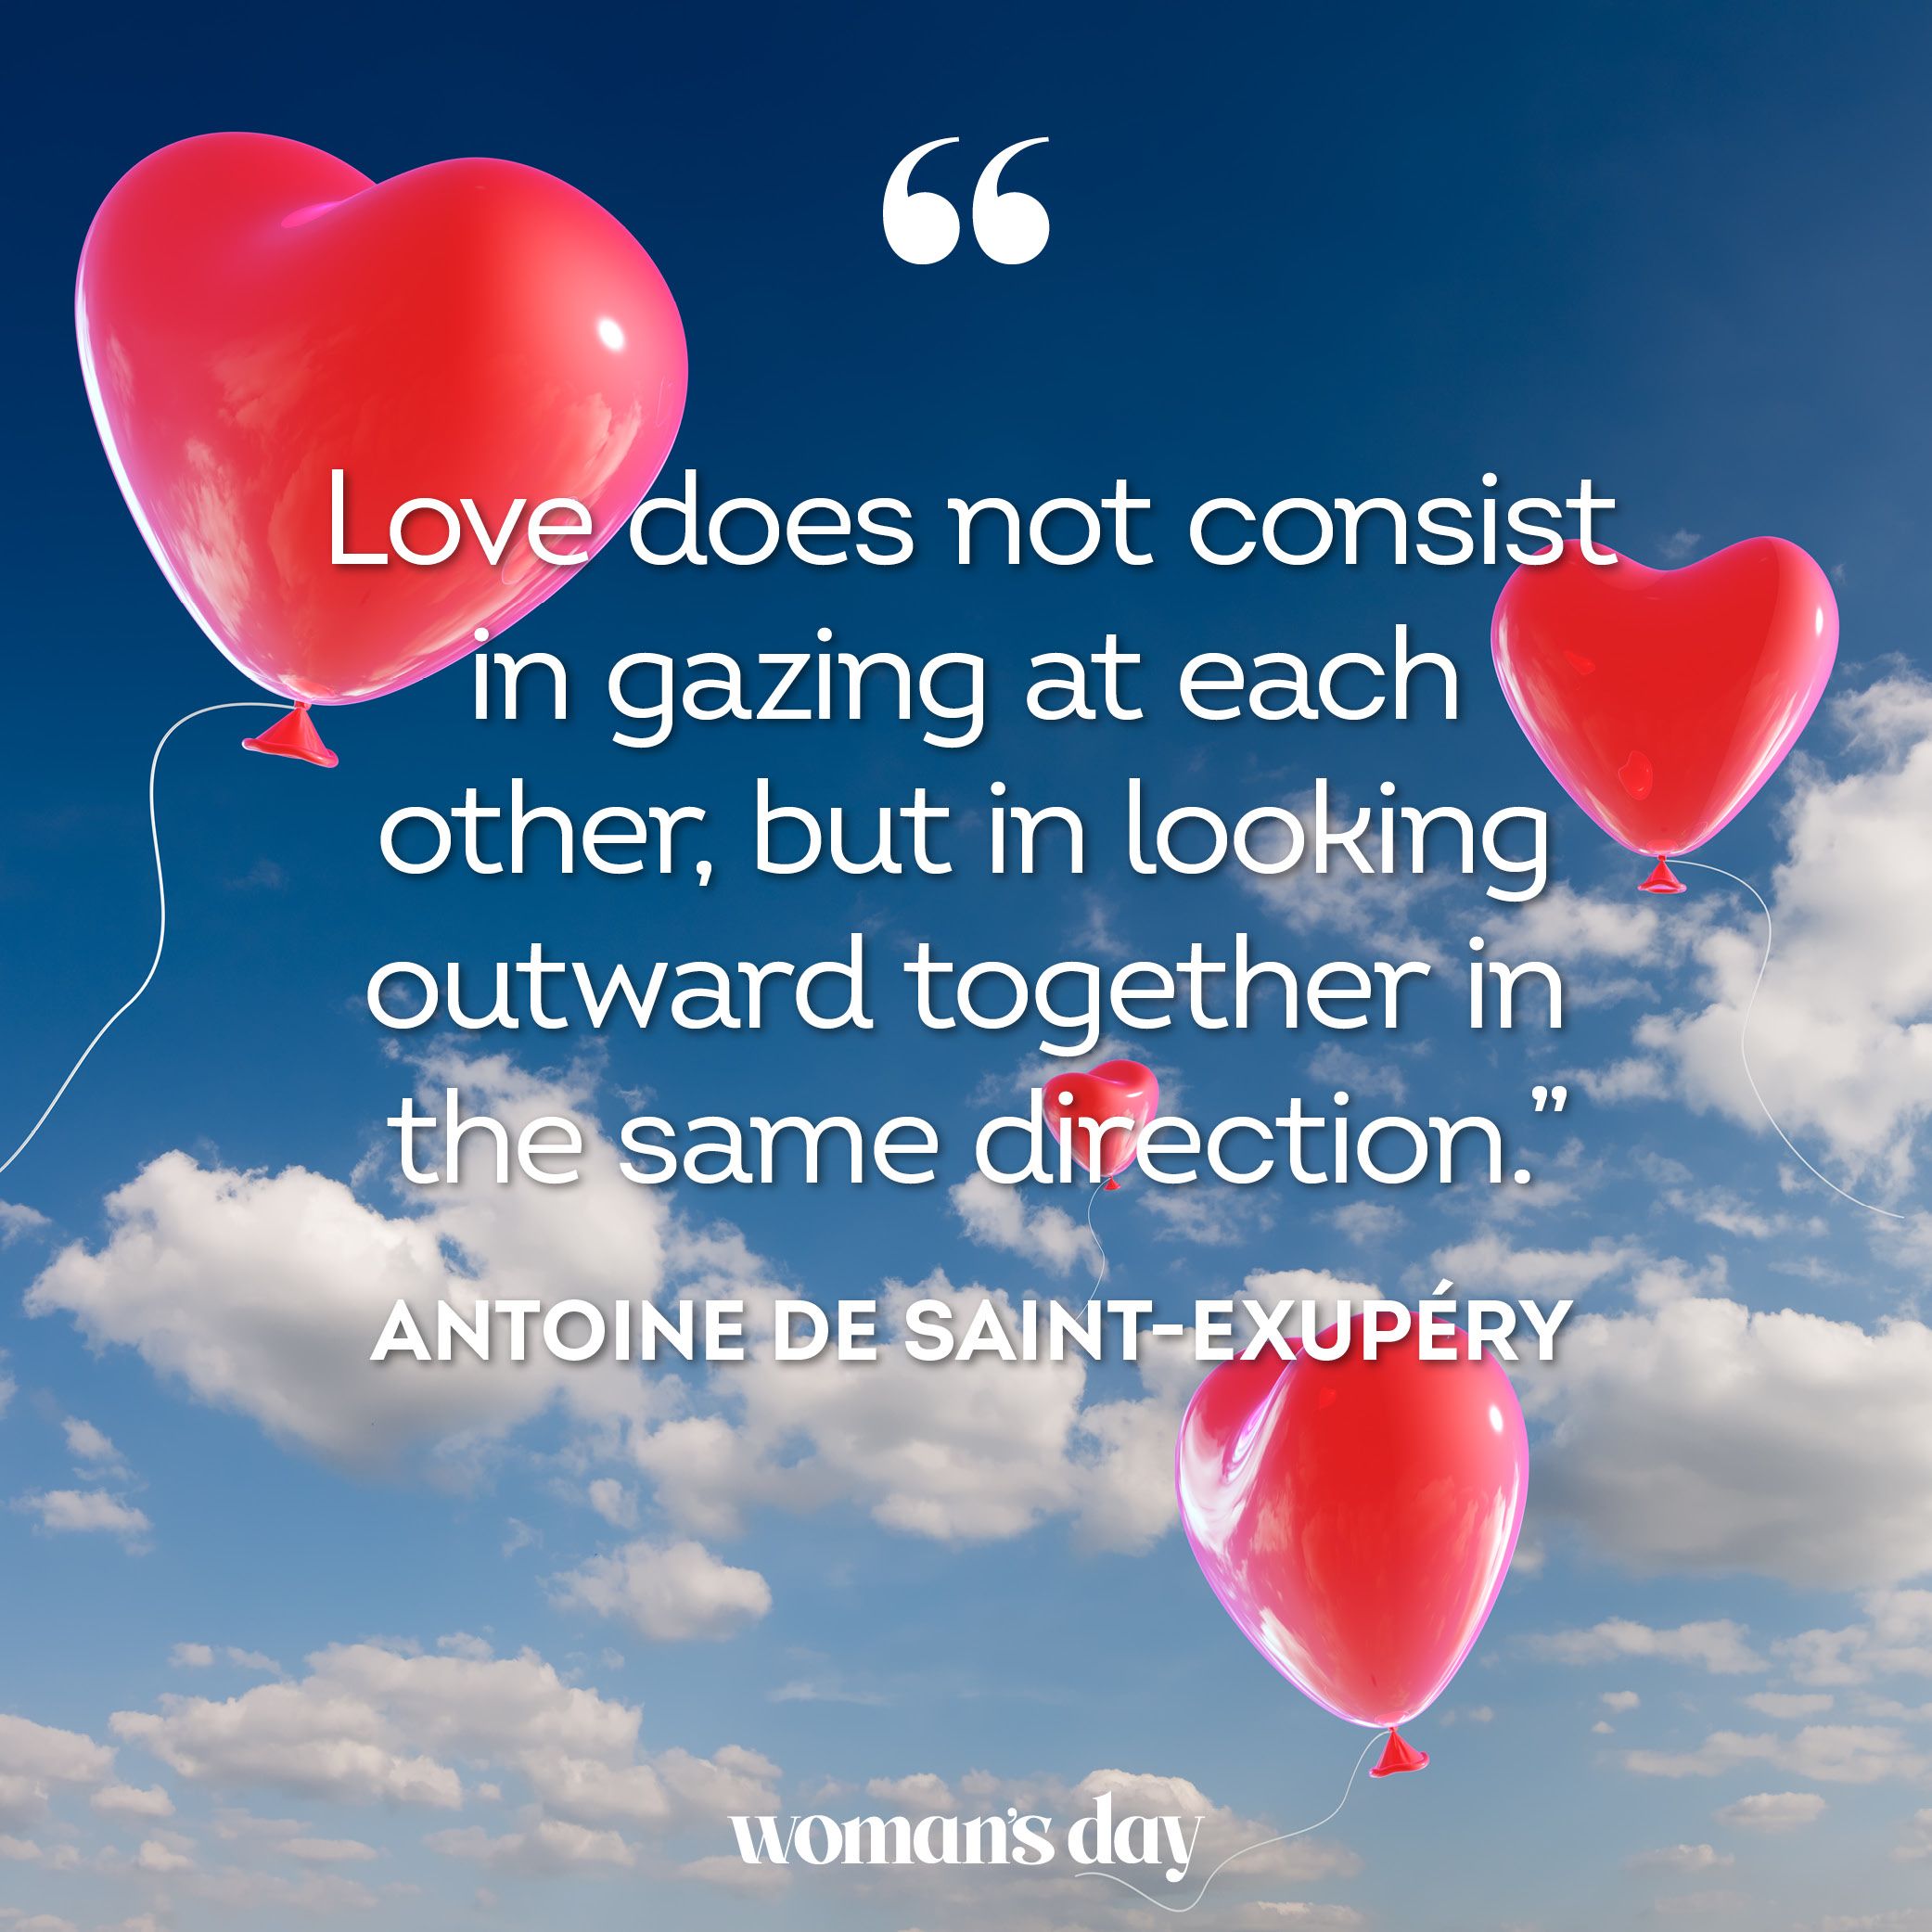 “
Love does not consist
in gazing at each
other, but in looking
outward together in
the same direction.”
ANTOINE DE SAINT-EXUPÉRY
woman's day